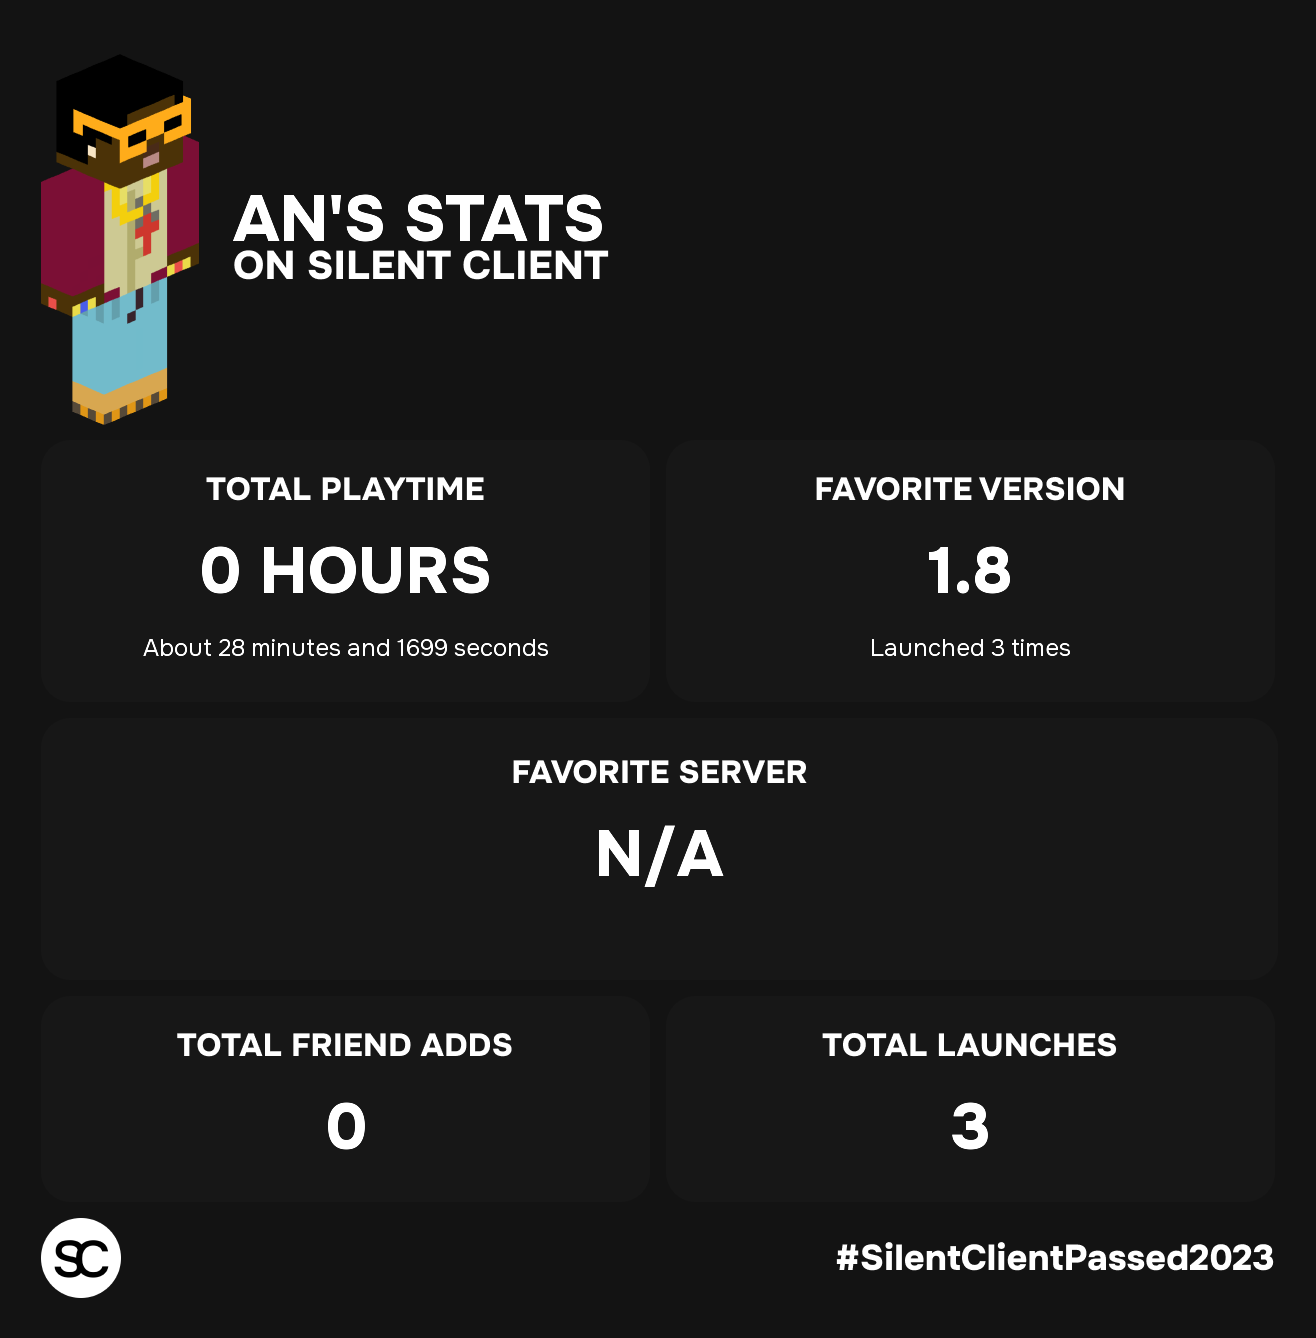 AN'S STATS
ON SILENT CLIENT
TOTAL PLAYTIME
0 HOURS
About 28 minutes and 1699 seconds
FAVORITE VERSION
1.8
Launched 3 times
FAVORITE SERVER
N/A
TOTAL FRIEND ADDS
0
TOTAL LAUNCHES
3
SC
#SilentClientPassed2023